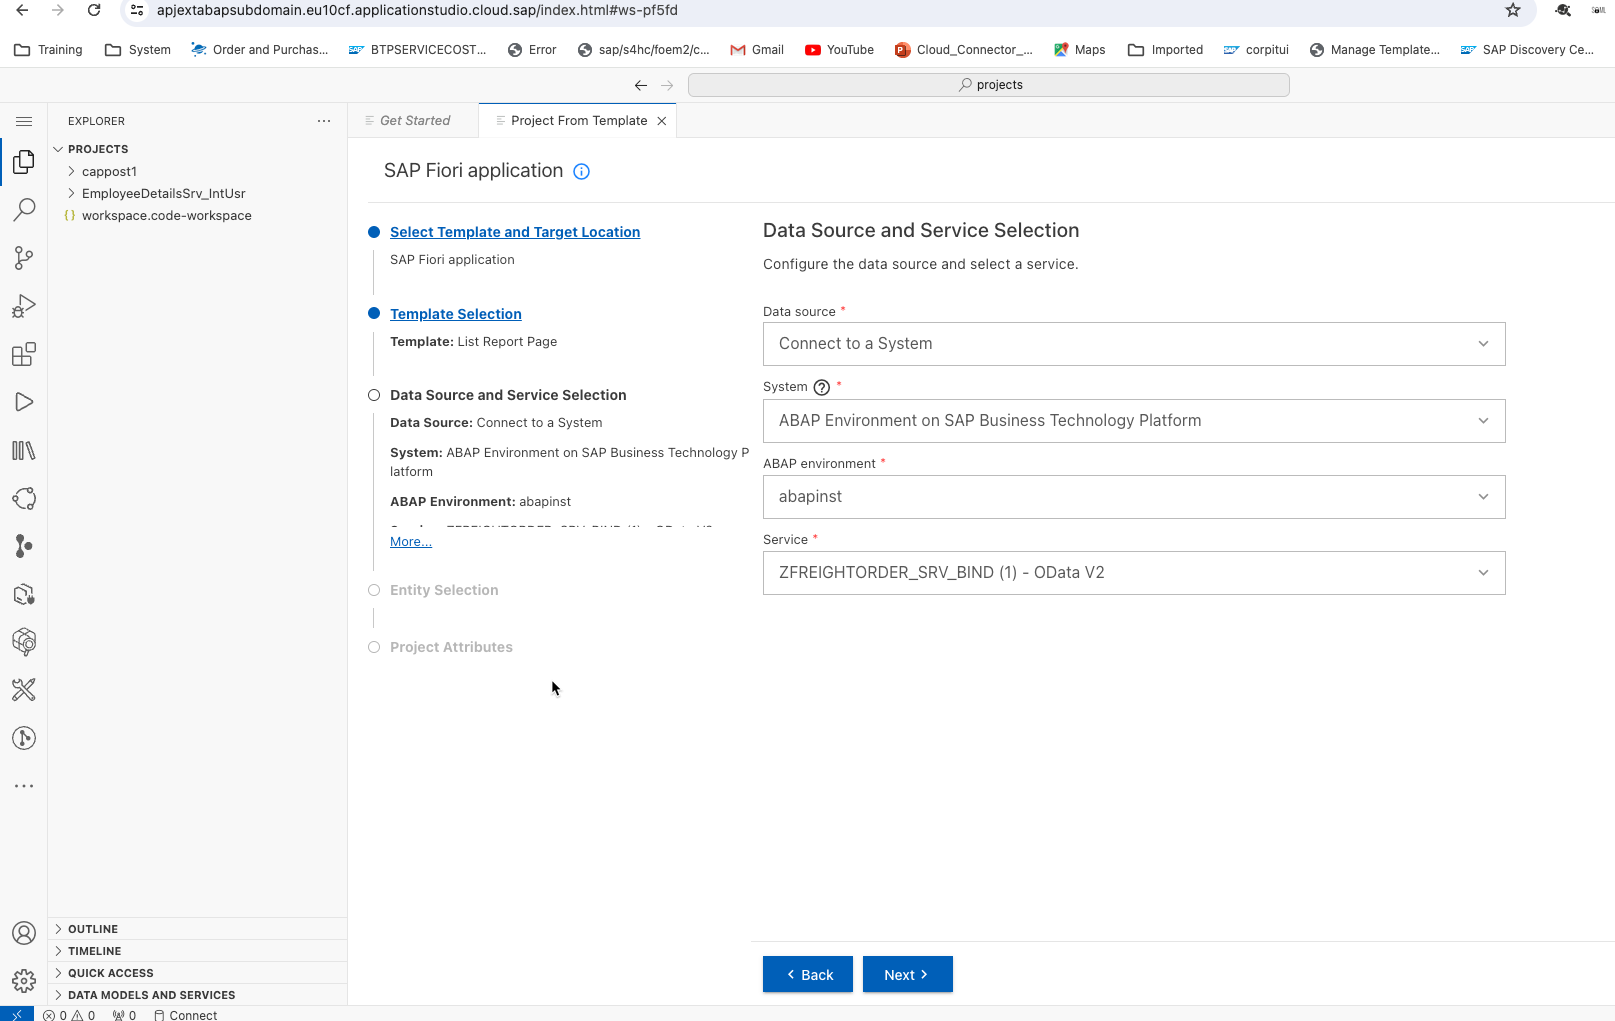 apjextabapsubdomain.eu10cf.applicationstudio.cloud.sap/index.html#ws-pf5fd
Training System Order and Purchas... BTPSERVICECOST... Error sap/s4hc/foem2/c... Gmail YouTube Cloud_Connector_... Maps Imported corpitui Manage Template... SAP Discovery Ce...
projects
EXPLORER
PROJECTS
cappost1
EmployeeDetailsSrv_IntUsr
workspace.code-workspace
OUTLINE
TIMELINE
QUICK ACCESS
DATA MODELS AND SERVICES
Get Started Project From Template
SAP Fiori application
Select Template and Target Location
SAP Fiori application
Template Selection
Template: List Report Page
Data Source and Service Selection
Data Source: Connect to a System
System: ABAP Environment on SAP Business Technology P
latform
ABAP Environment: abapinst
More...
Entity Selection
Project Attributes
Data Source and Service Selection
Configure the data source and select a service.
Data source *
Connect to a System
System *
ABAP Environment on SAP Business Technology Platform
ABAP environment *
abapinst
Service *
ZFREIGHTORDER_SRV_BIND (1) - OData V2
Back Next
0 0 0 Connect